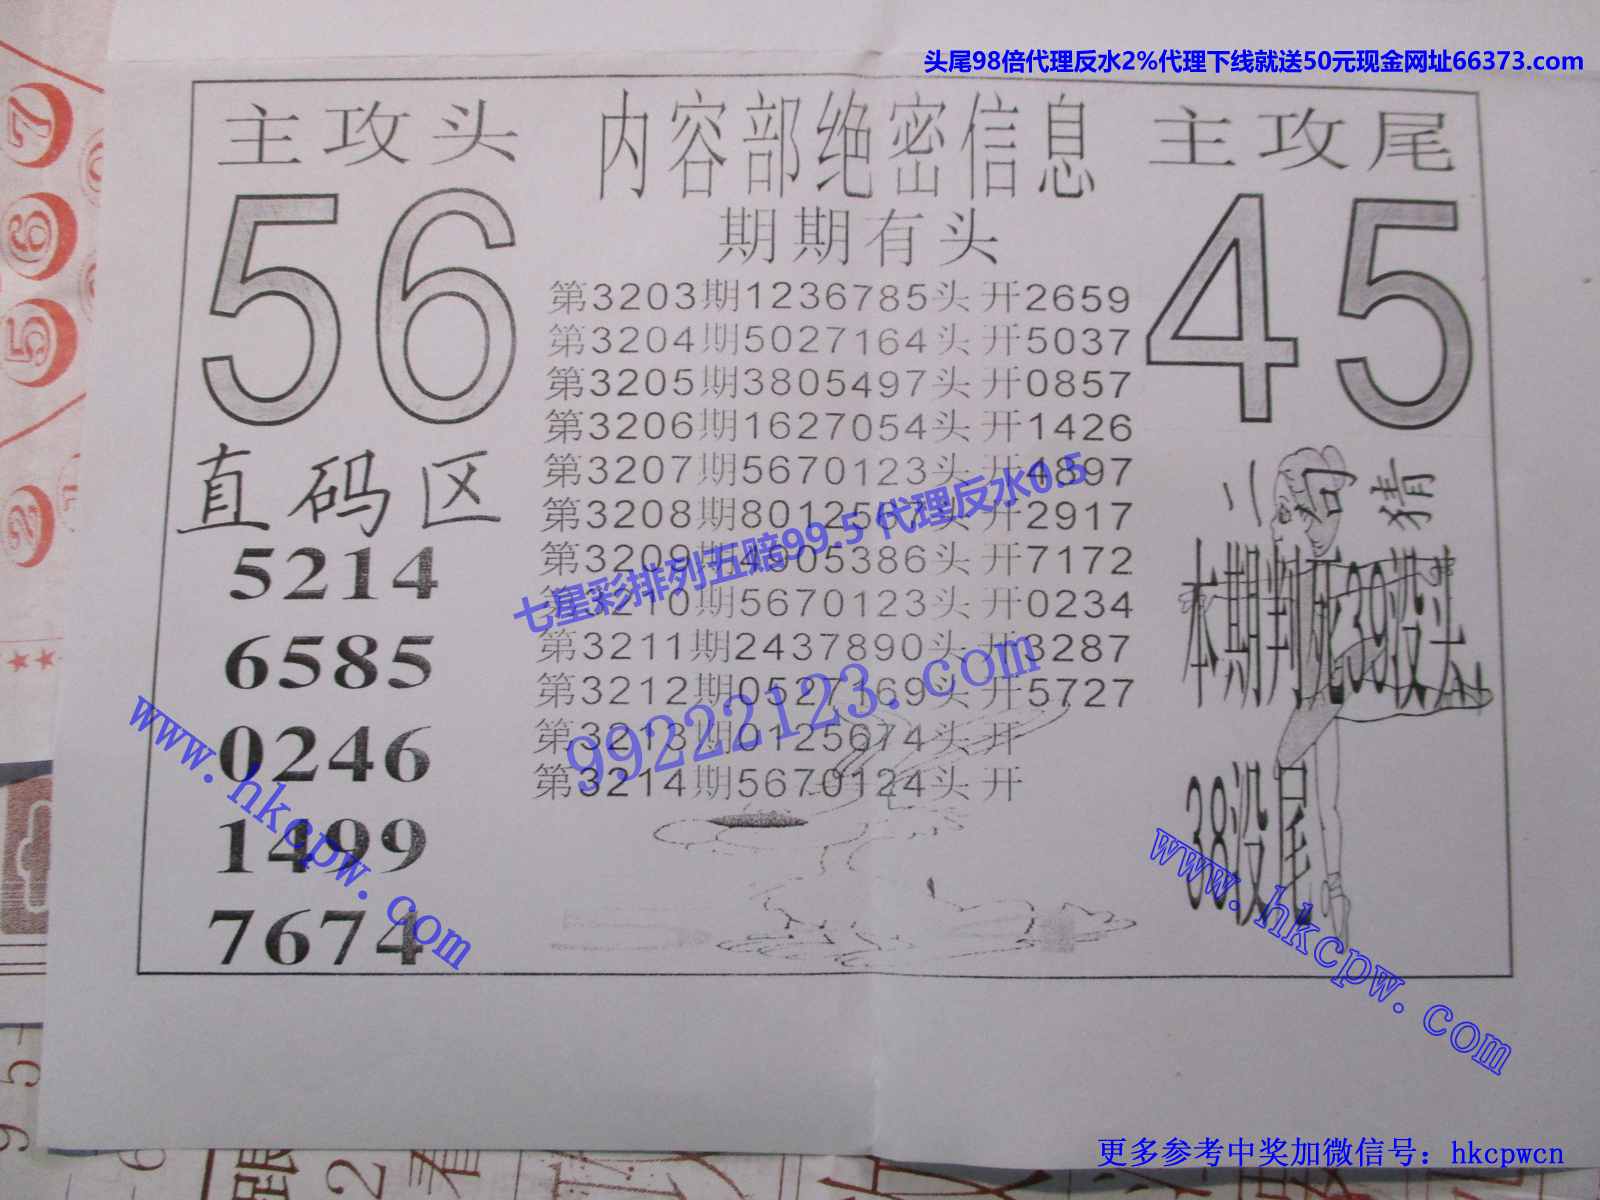 头尾98倍代理反水2%代理下线就送50元现金网址66373.com
主攻头
56
内容部绝密信息
期期有头
主攻尾
45
第3203期1236785头开2659
第3204期5027164头开5037
第3205期3805497头开0857
第3206期1627054头开1426
第3207期5670123头开4897
第3208期8012567头开2917
第3209期4905386头开7172
第3210期5670123头开0234
第3211期2437890头开3287
第3212期0527169头开5727
第3213期0125674头开
第3214期5670124头开
七星彩排列五赔99.5 代理反水0.5
99222123.com
直码区
5214
6585
0246
1499
7674
www.hkcpw.com
二句猜
本期判死39没头
38没尾
www.hkcpw.com
更多参考中奖加微信号：hkcpwcn